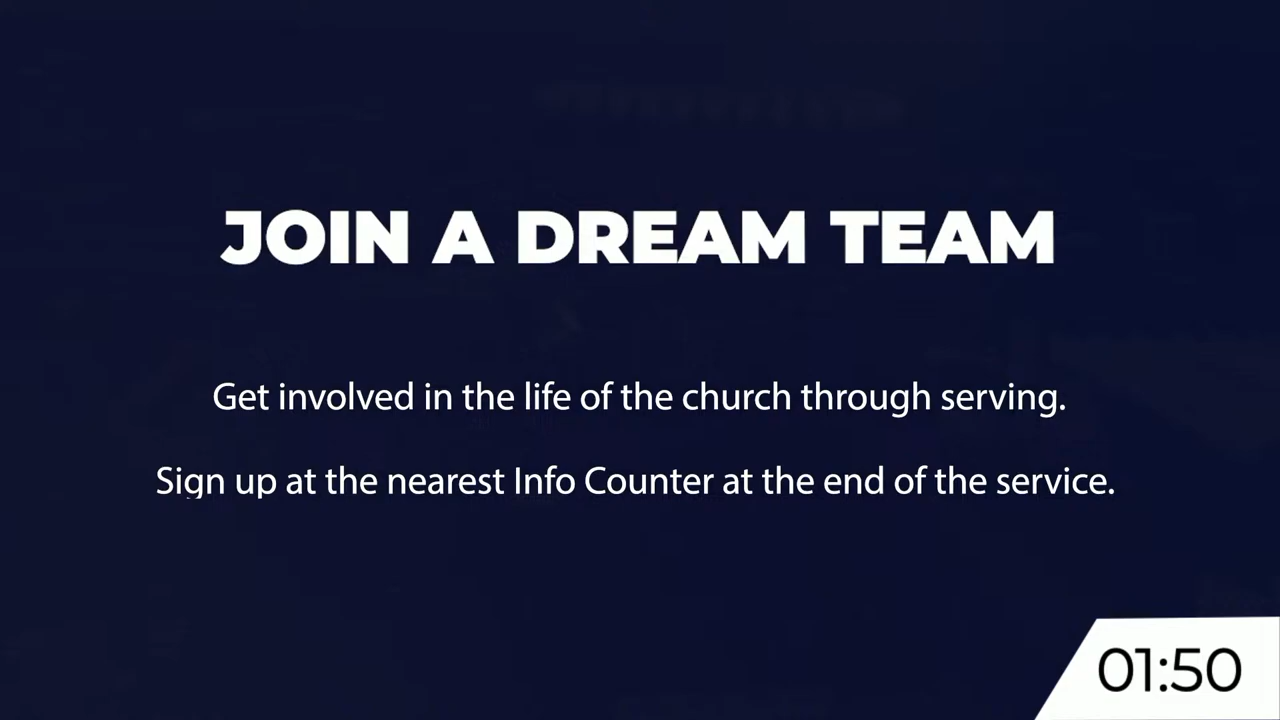 JOIN A DREAM TEAM
Get involved in the life of the church through serving.
Sign up at the nearest Info Counter at the end of the service.
01:50